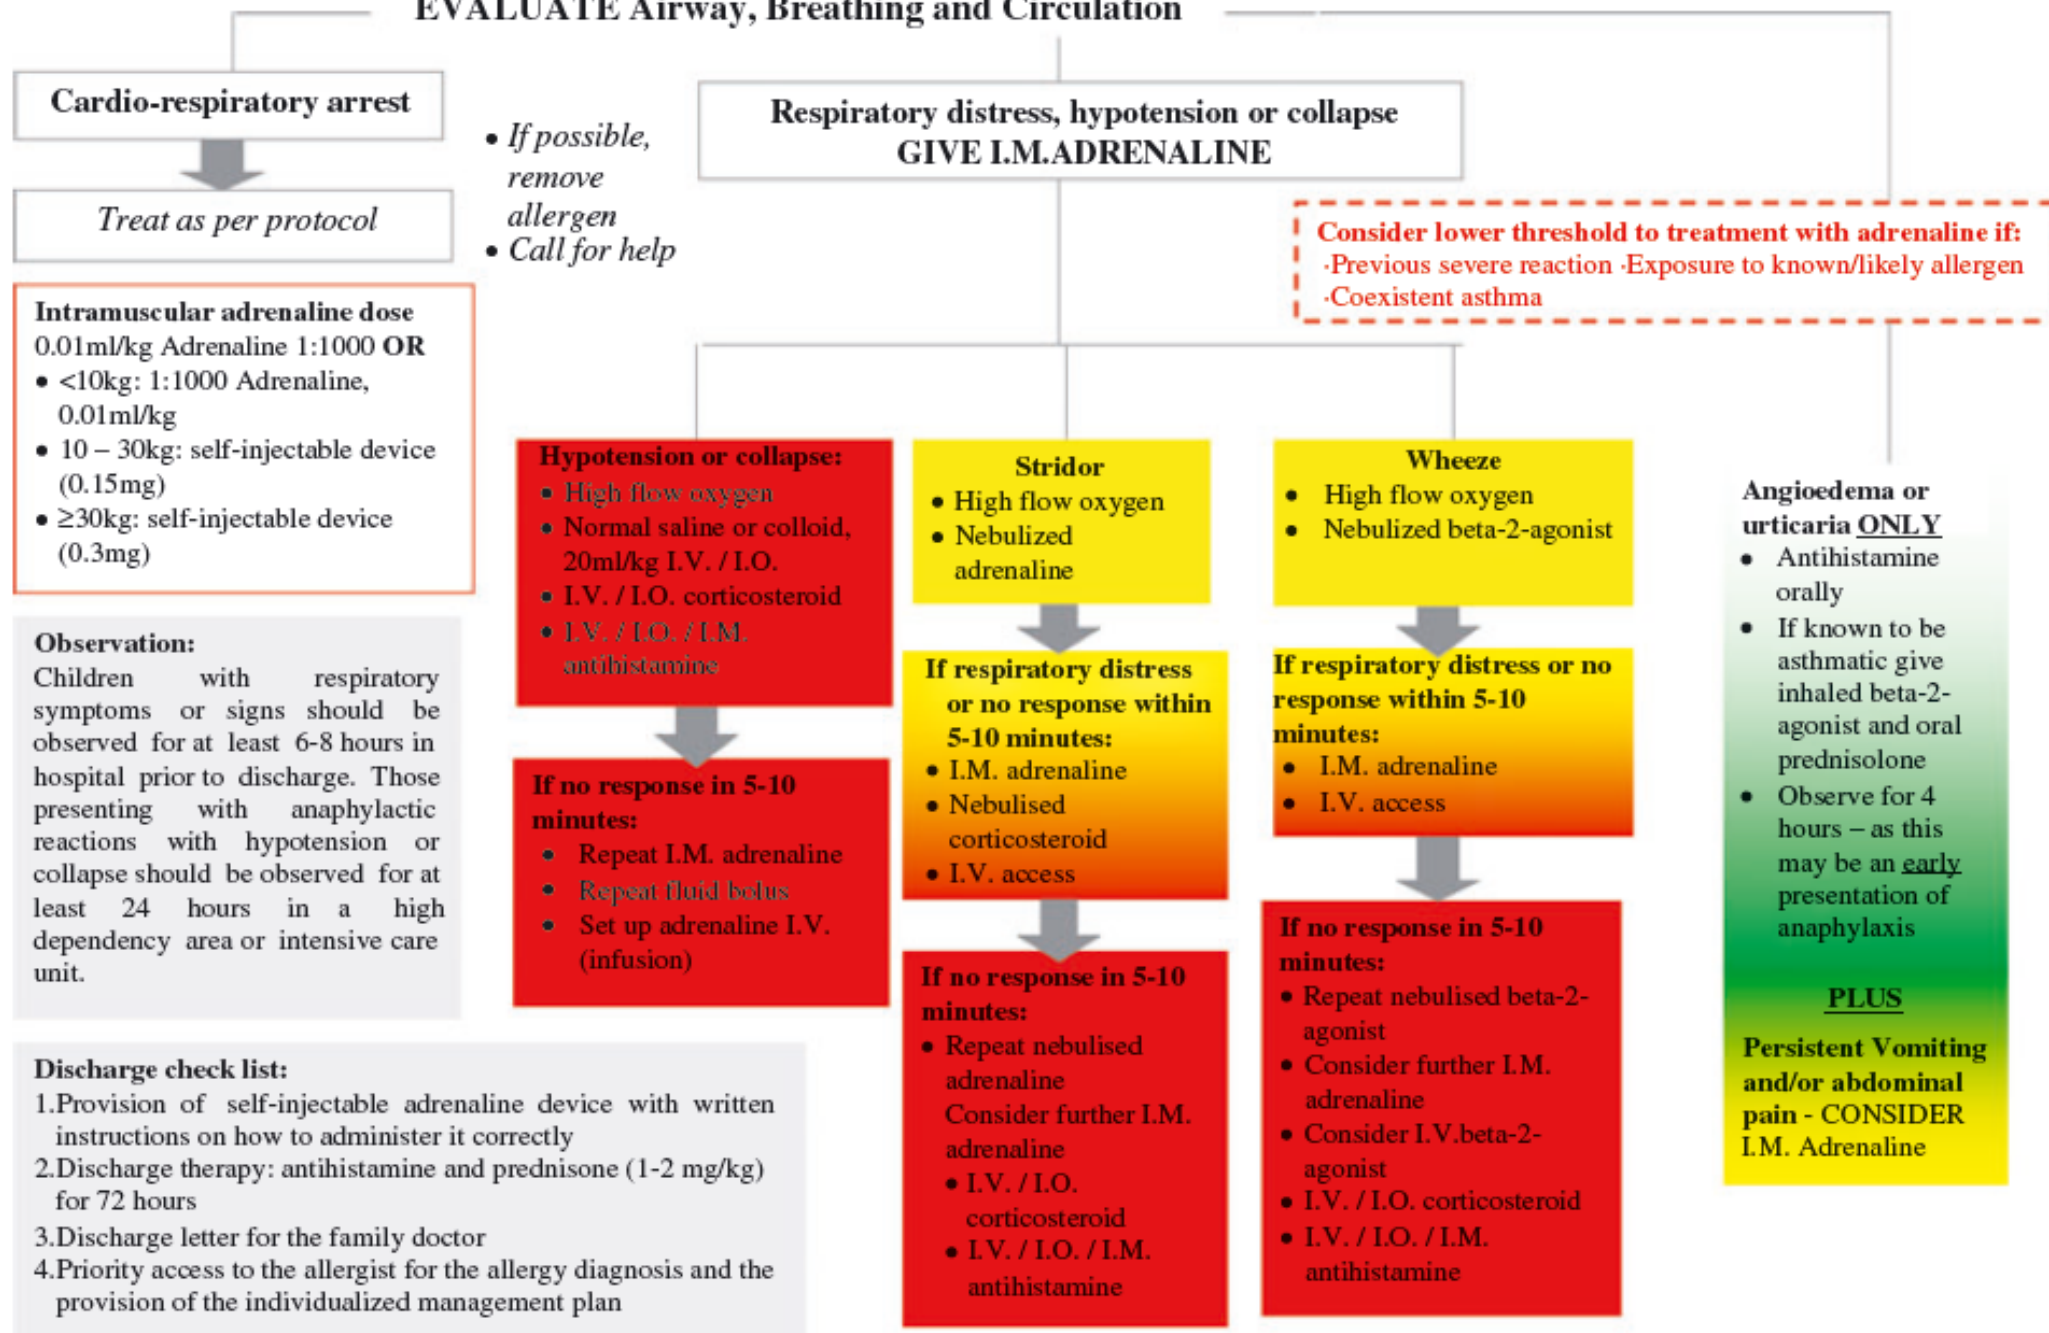 EVALUATE Airway, Breathing and Circulation
Cardio-respiratory arrest
Treat as per protocol
• If possible,
remove
allergen
• Call for help
Respiratory distress, hypotension or collapse
GIVE I.M.ADRENALINE
Consider lower threshold to treatment with adrenaline if:
·Previous severe reaction ·Exposure to known/likely allergen
·Coexistent asthma
Intramuscular adrenaline dose
0.01ml/kg Adrenaline 1:1000 OR
• <10kg: 1:1000 Adrenaline,
0.01ml/kg
• 10 – 30kg: self-injectable device
(0.15mg)
• ≥30kg: self-injectable device
(0.3mg)
Observation:
Children with respiratory
symptoms or signs should be
observed for at least 6-8 hours in
hospital prior to discharge. Those
presenting with anaphylactic
reactions with hypotension or
collapse should be observed for at
least 24 hours in a high
dependency area or intensive care
unit.
Discharge check list:
1.Provision of self-injectable adrenaline device with written
instructions on how to administer it correctly
2.Discharge therapy: antihistamine and prednisone (1-2 mg/kg)
for 72 hours
3.Discharge letter for the family doctor
4.Priority access to the allergist for the allergy diagnosis and the
provision of the individualized management plan
Hypotension or collapse:
• High flow oxygen
• Normal saline or colloid,
20ml/kg I.V. / I.O.
• I.V. / I.O. corticosteroid
• I.V. / I.O. / I.M.
antihistamine
If no response in 5-10
minutes:
• Repeat I.M. adrenaline
• Repeat fluid bolus
• Set up adrenaline I.V.
(infusion)
Stridor
• High flow oxygen
• Nebulized
adrenaline
If respiratory distress
or no response within
5-10 minutes:
• I.M. adrenaline
• Nebulised
corticosteroid
• I.V. access
If no response in 5-10
minutes:
• Repeat nebulised
adrenaline
Consider further I.M.
adrenaline
• I.V. / I.O.
corticosteroid
• I.V. / I.O. / I.M.
antihistamine
Wheeze
• High flow oxygen
• Nebulized beta-2-agonist
If respiratory distress or no
response within 5-10
minutes:
• I.M. adrenaline
• I.V. access
If no response in 5-10
minutes:
• Repeat nebulised beta-2-
agonist
• Consider further I.M.
adrenaline
• Consider I.V.beta-2-
agonist
• I.V. / I.O. corticosteroid
• I.V. / I.O. / I.M.
antihistamine
Angioedema or
urticaria ONLY
• Antihistamine
orally
• If known to be
asthmatic give
inhaled beta-2-
agonist and oral
prednisolone
• Observe for 4
hours – as this
may be an early
presentation of
anaphylaxis
PLUS
Persistent Vomiting
and/or abdominal
pain - CONSIDER
I.M. Adrenaline